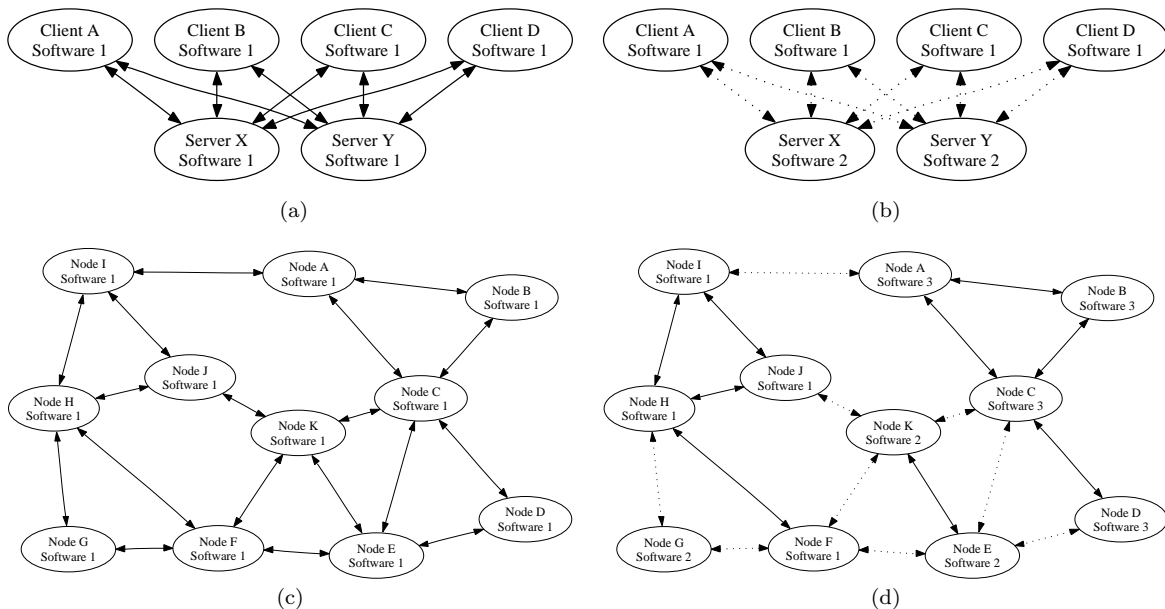 Client A
Software 1
Client B
Software 1
Client C
Software 1
Client D
Software 1
Server X
Software 1
Server Y
Software 1
(a)
Client A
Software 1
Client B
Software 1
Client C
Software 1
Client D
Software 1
Server X
Software 2
Server Y
Software 2
(b)
Node I
Software 1
Node A
Software 1
Node B
Software 1
Node J
Software 1
Node H
Software 1
Node C
Software 1
Node K
Software 1
Node D
Software 1
Node G
Software 1
Node F
Software 1
Node E
Software 1
(c)
Node I
Software 1
Node A
Software 3
Node B
Software 3
Node J
Software 1
Node H
Software 1
Node C
Software 3
Node K
Software 2
Node D
Software 3
Node G
Software 2
Node F
Software 1
Node E
Software 2
(d)